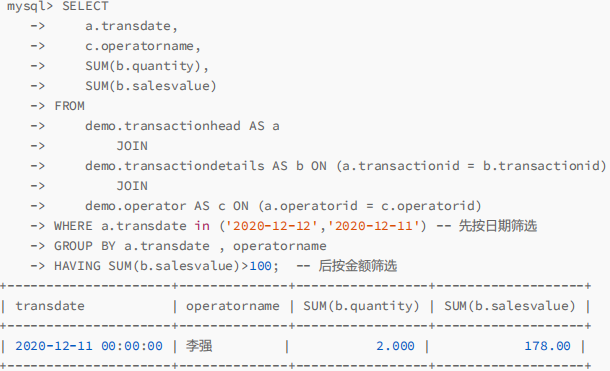 mysql> SELECT
    ->     a.transdate,
    ->     c.operatorname,
    ->     SUM(b.quantity),
    ->     SUM(b.salesvalue)
    -> FROM
    ->     demo.transactionhead AS a
    ->         JOIN
    ->     demo.transactiondetails AS b ON (a.transactionid = b.transactionid)
    ->         JOIN
    ->     demo.operator AS c ON (a.operatorid = c.operatorid)
    -> WHERE a.transdate in ('2020-12-12','2020-12-11') -- 先按日期筛选
    -> GROUP BY a.transdate , operatorname
    -> HAVING SUM(b.salesvalue)>100;  -- 后按金额筛选
+---------------------+--------------+-----------------+-------------------+
| transdate           | operatorname | SUM(b.quantity) | SUM(b.salesvalue) |
+---------------------+--------------+-----------------+-------------------+
| 2020-12-11 00:00:00 | 李强         |           2.000 |            178.00 |
+---------------------+--------------+-----------------+-------------------+